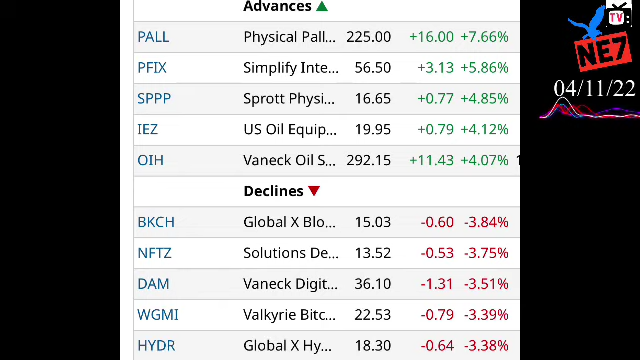 Advances
PALL Physical Pall... 225.00 +16.00 +7.66%
PFIX Simplify Inte... 56.50 +3.13 +5.86%
SPPP Sprott Physi... 16.65 +0.77 +4.85%
IEZ US Oil Equip... 19.95 +0.79 +4.12%
OIH Vaneck Oil S... 292.15 +11.43 +4.07% 1
Declines
BKCH Global X Blo... 15.03 -0.60 -3.84%
NFTZ Solutions De... 13.52 -0.53 -3.75%
DAM Vaneck Digit... 36.10 -1.31 -3.51%
WGMI Valkyrie Bitc... 22.53 -0.79 -3.39%
HYDR Global X Hy... 18.30 -0.64 -3.38%
TV
NE7
04/11/22